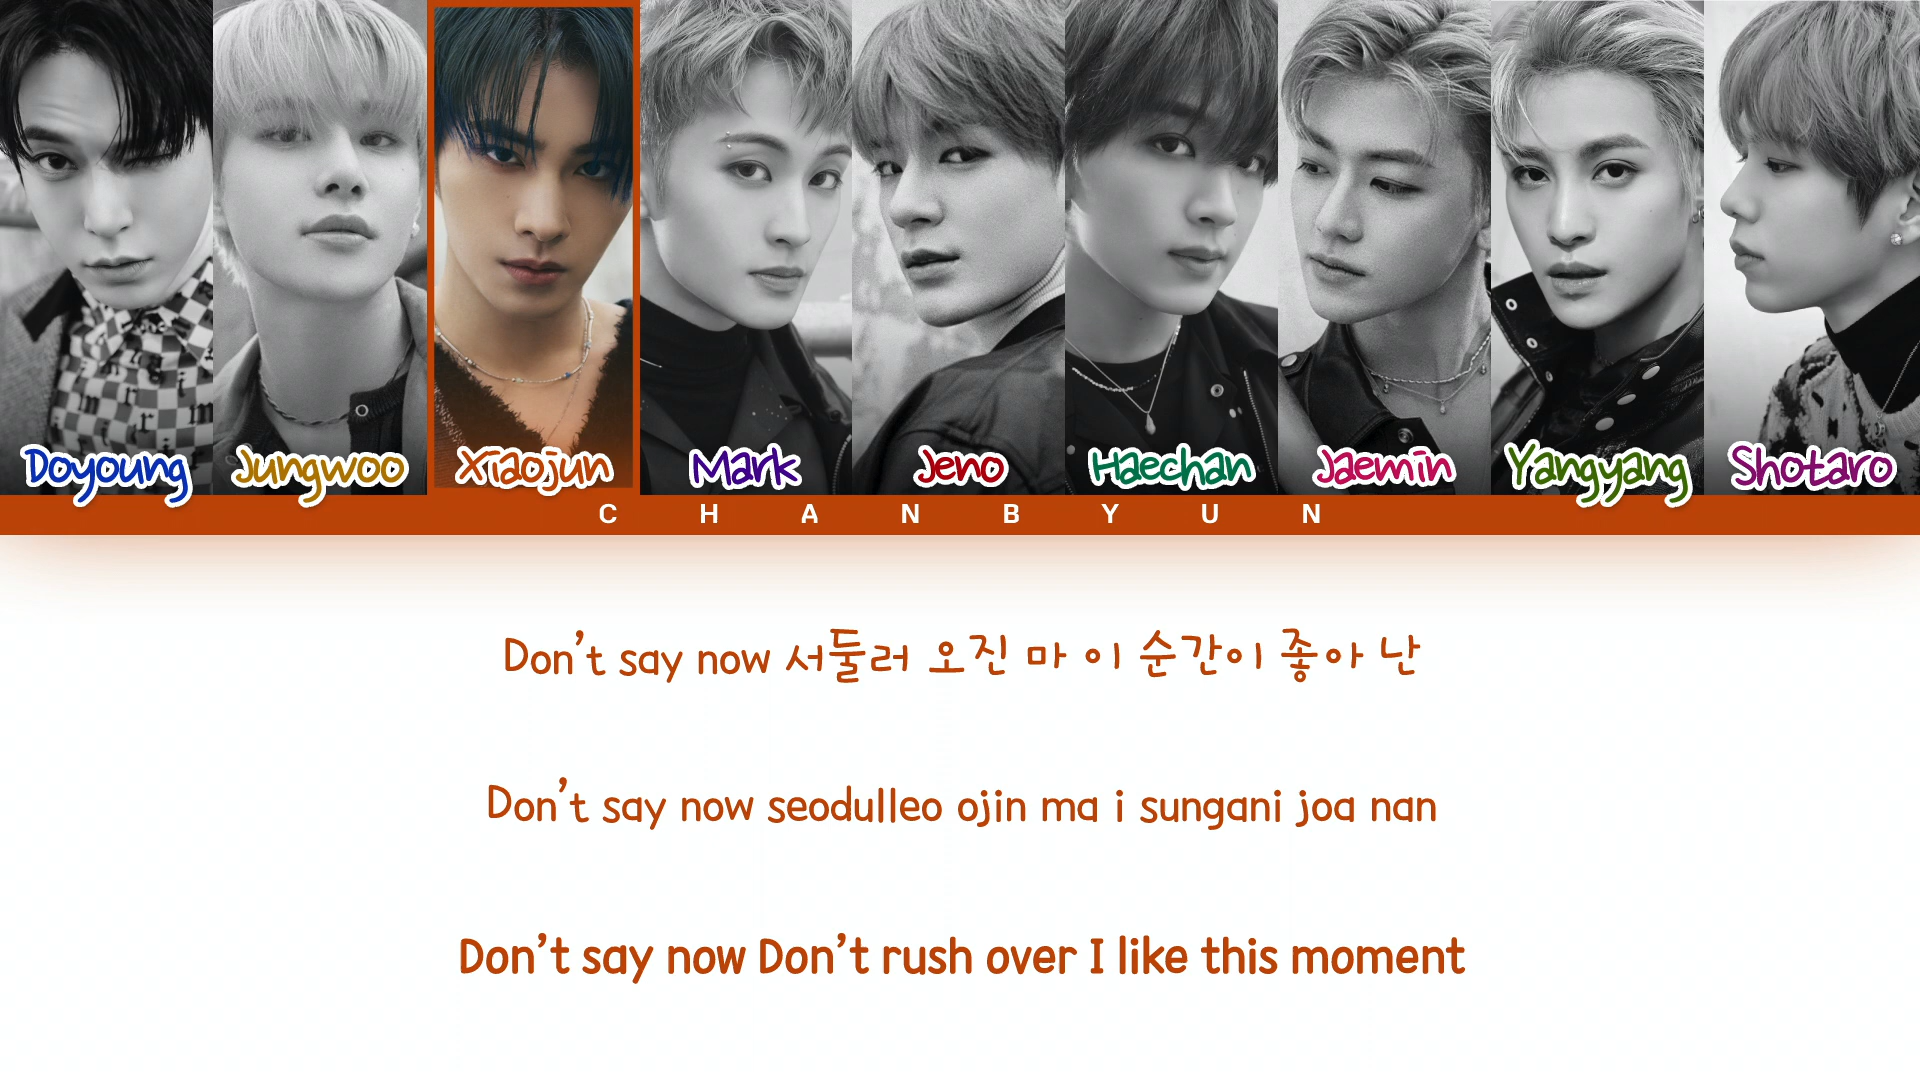 Doyoung Jungwoo Xiaojun Mark Jeno Haechan Jaemin Yangyang Shotaro
CHANBYUN
Don't say now 서둘러 오진 마 이 순간이 좋아 난
Don't say now seodulleo ojin ma i sungani joa nan
Don't say now Don't rush over I like this moment